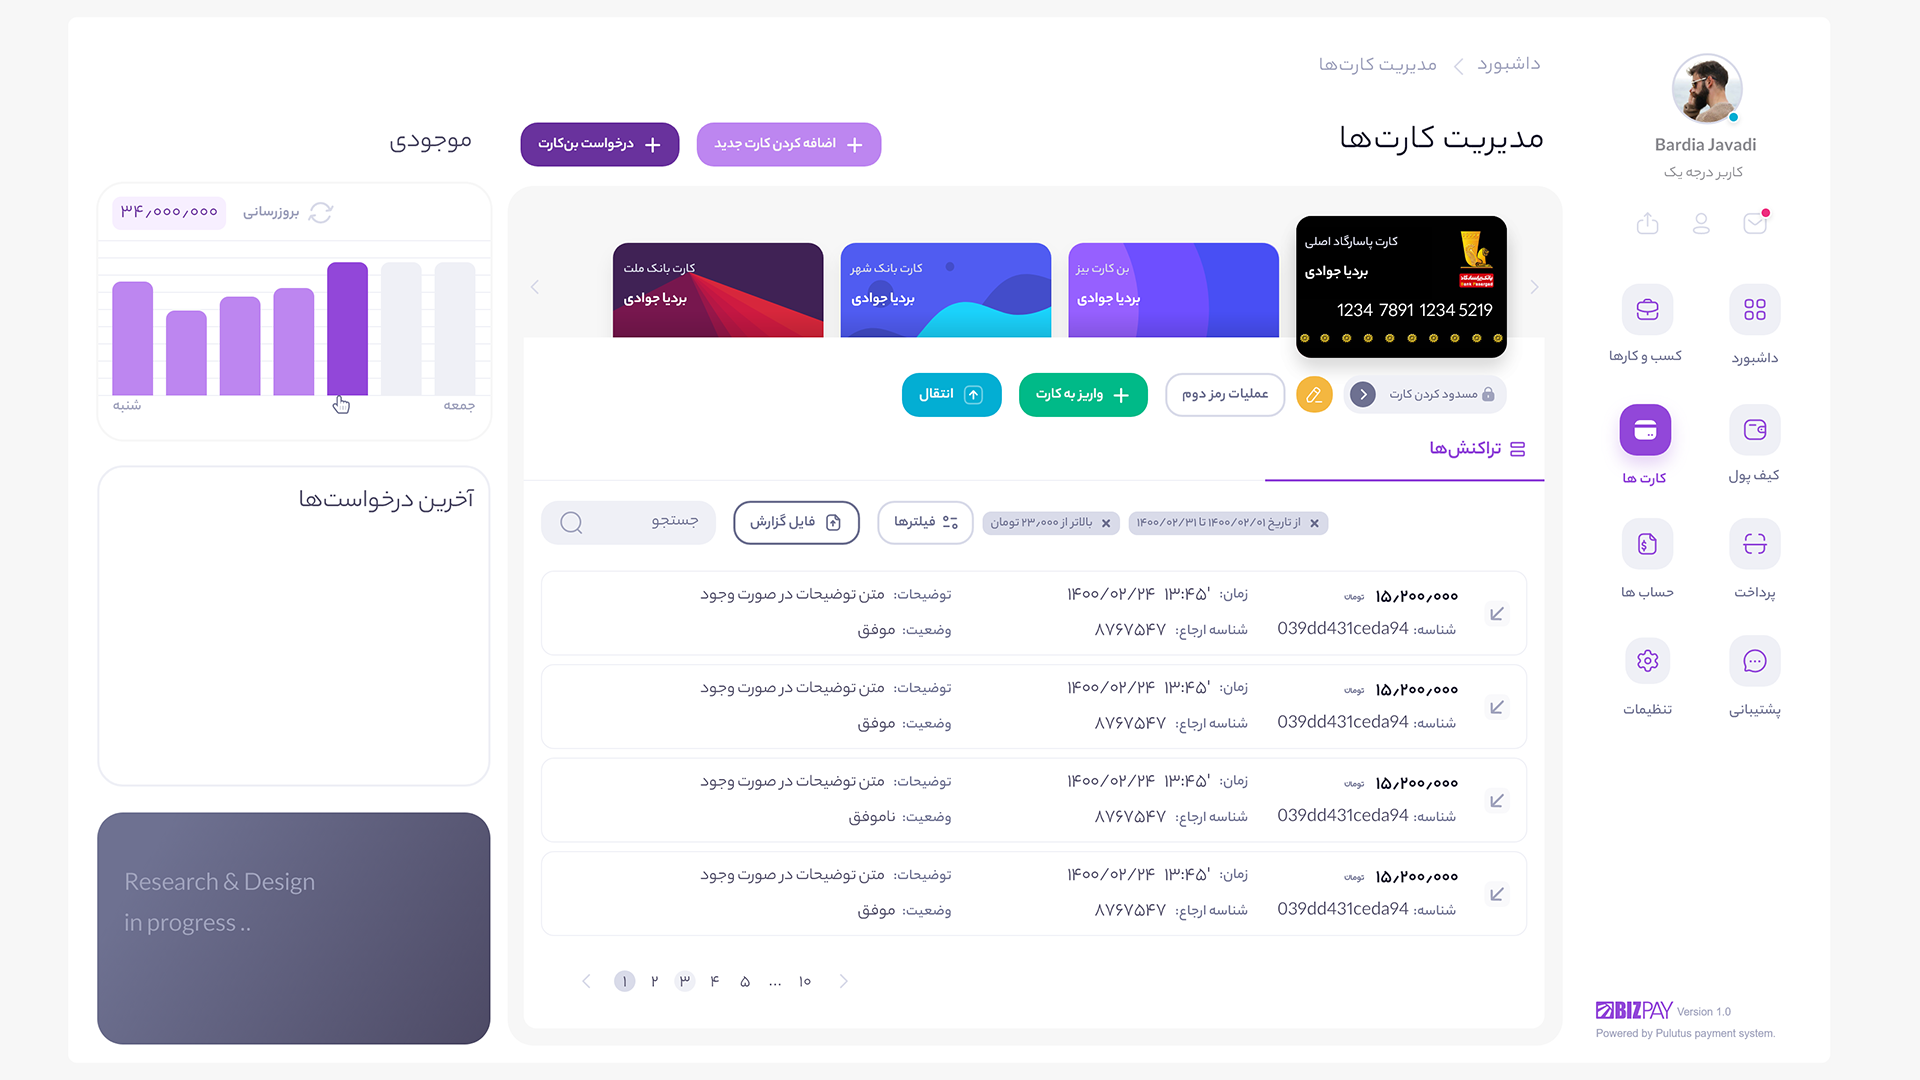 داشبورد
مدیریت کارت‌ها
مدیریت کارت‌ها
اضافه کردن کارت جدید
درخواست بن‌کارت
موجودی
Bardia Javadi
کاربر درجه یک
داشبورد
کسب و کارها
کیف پول
کارت ها
پرداخت
حساب ها
پشتیبانی
تنظیمات
BIZPAY Version 1.0
Powered by Pulutus payment system.
کارت پاسارگاد اصلی
بردیا جوادی
بانک پاسارگاد
Bank Pasargad
1234 7891 1234 5219
بن کارت بیز
بردیا جوادی
کارت بانک شهر
بردیا جوادی
کارت بانک ملت
بردیا جوادی
مسدود کردن کارت
عملیات رمز دوم
واریز به کارت
انتقال
تراکنش‌ها
از تاریخ ۱۴۰۰/۰۲/۰۱ تا ۱۴۰۰/۰۲/۳۱
بالاتر از ۲۳٫۰۰۰ تومان
فیلترها
فایل گزارش
جستجو
۱۵٫۲۰۰٫۰۰۰ تومان زمان: '۱۳:۴۵ ۱۴۰۰/۰۲/۲۴ توضیحات: متن توضیحات در صورت وجود
شناسه: 039dd431ceda94 شناسه ارجاع: ۸۷۶۷۵۴۷ وضعیت: موفق
۱۵٫۲۰۰٫۰۰۰ تومان زمان: '۱۳:۴۵ ۱۴۰۰/۰۲/۲۴ توضیحات: متن توضیحات در صورت وجود
شناسه: 039dd431ceda94 شناسه ارجاع: ۸۷۶۷۵۴۷ وضعیت: موفق
۱۵٫۲۰۰٫۰۰۰ تومان زمان: '۱۳:۴۵ ۱۴۰۰/۰۲/۲۴ توضیحات: متن توضیحات در صورت وجود
شناسه: 039dd431ceda94 شناسه ارجاع: ۸۷۶۷۵۴۷ وضعیت: ناموفق
۱۵٫۲۰۰٫۰۰۰ تومان زمان: '۱۳:۴۵ ۱۴۰۰/۰۲/۲۴ توضیحات: متن توضیحات در صورت وجود
شناسه: 039dd431ceda94 شناسه ارجاع: ۸۷۶۷۵۴۷ وضعیت: موفق
۱ ۲ ۳ ۴ ۵ ... ۱۰
بروزرسانی
۳۴٫۰۰۰٫۰۰۰
جمعه
شنبه
آخرین درخواست‌ها
Research & Design
in progress ..